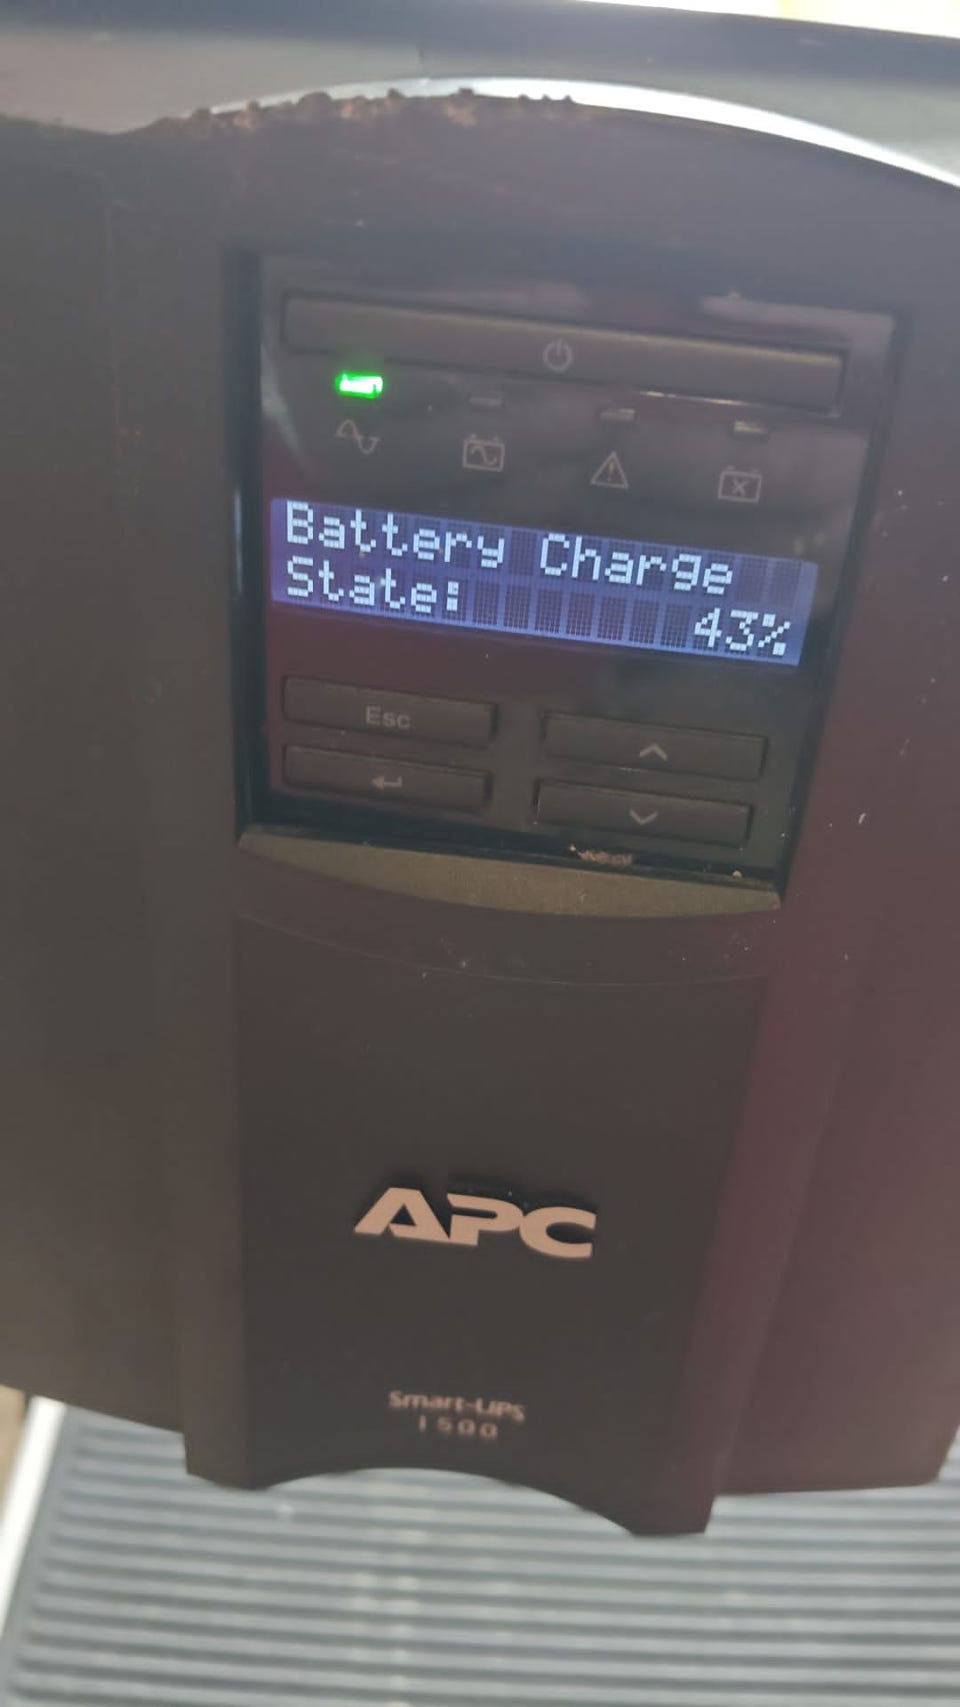 Battery Charge
State: 43%
Esc
APC
Smart-UPS
1500